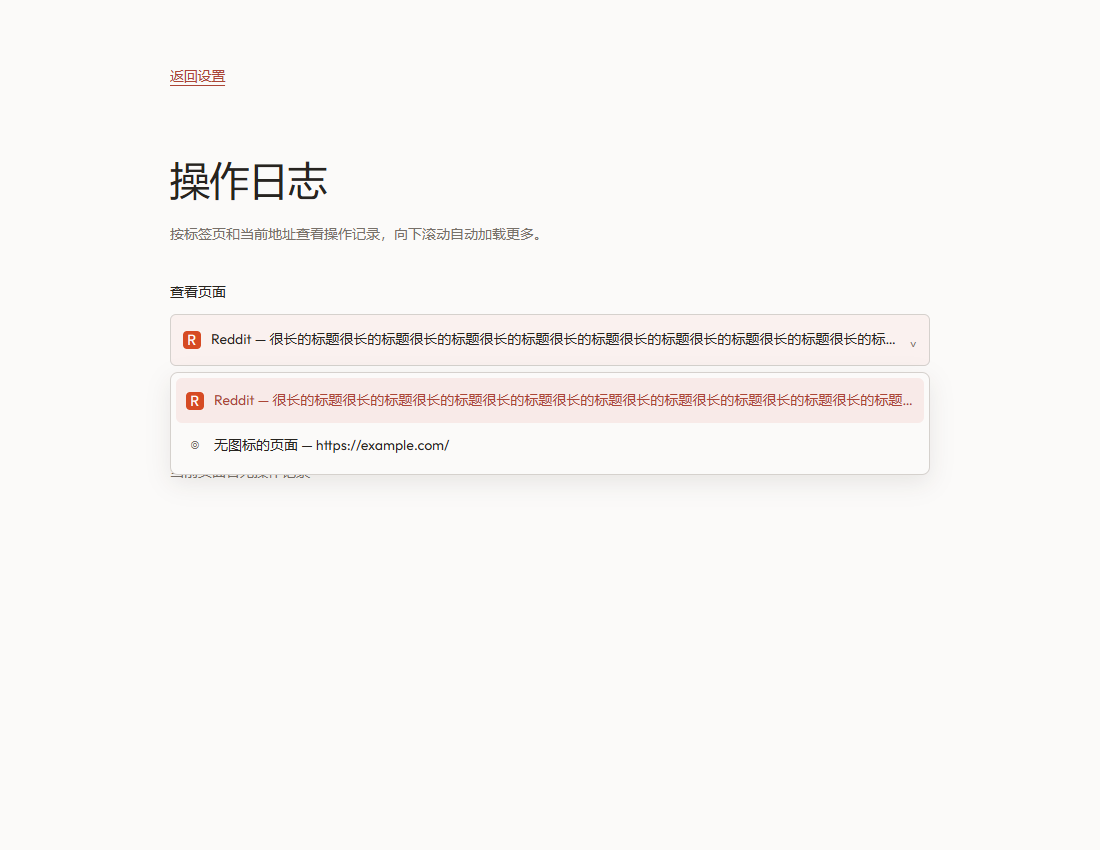 返回设置
操作日志
按标签页和当前地址查看操作记录，向下滚动自动加载更多。
查看页面
R Reddit — 很长的标题很长的标题很长的标题很长的标题很长的标题很长的标题很长的标题很长的标题很长的标...
R Reddit — 很长的标题很长的标题很长的标题很长的标题很长的标题很长的标题很长的标题很长的标题很长的标题...
无图标的页面 — https://example.com/